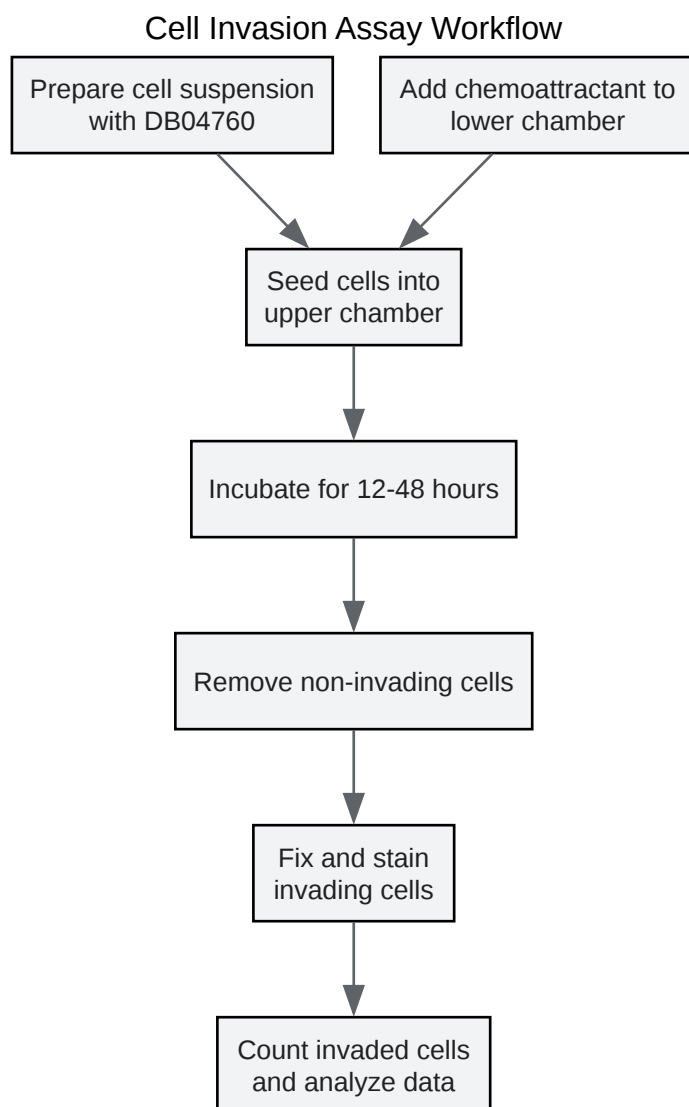 Cell Invasion Assay Workflow
Prepare cell suspension
with DB04760
Add chemoattractant to
lower chamber
Seed cells into
upper chamber
Incubate for 12-48 hours
Remove non-invading cells
Fix and stain
invading cells
Count invaded cells
and analyze data